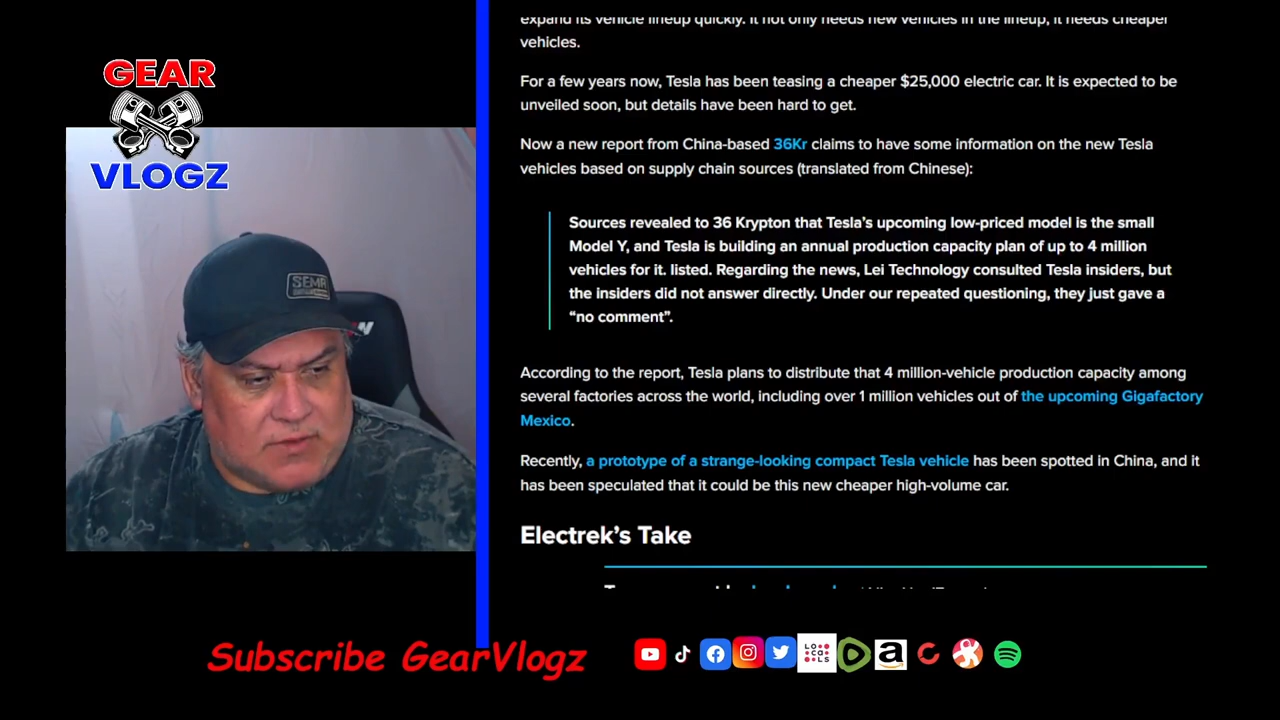 GEAR
VLOGZ
SEMA
expand its vehicle lineup quickly. It not only needs new vehicles in the lineup, it needs cheaper
vehicles.
For a few years now, Tesla has been teasing a cheaper $25,000 electric car. It is expected to be
unveiled soon, but details have been hard to get.
Now a new report from China-based 36Kr claims to have some information on the new Tesla
vehicles based on supply chain sources (translated from Chinese):
Sources revealed to 36 Krypton that Tesla's upcoming low-priced model is the small
Model Y, and Tesla is building an annual production capacity plan of up to 4 million
vehicles for it. listed. Regarding the news, Lei Technology consulted Tesla insiders, but
the insiders did not answer directly. Under our repeated questioning, they just gave a
“no comment”.
According to the report, Tesla plans to distribute that 4 million-vehicle production capacity among
several factories across the world, including over 1 million vehicles out of the upcoming Gigafactory
Mexico.
Recently, a prototype of a strange-looking compact Tesla vehicle has been spotted in China, and it
has been speculated that it could be this new cheaper high-volume car.
Electrek's Take
Subscribe GearVlogz
LOCALS